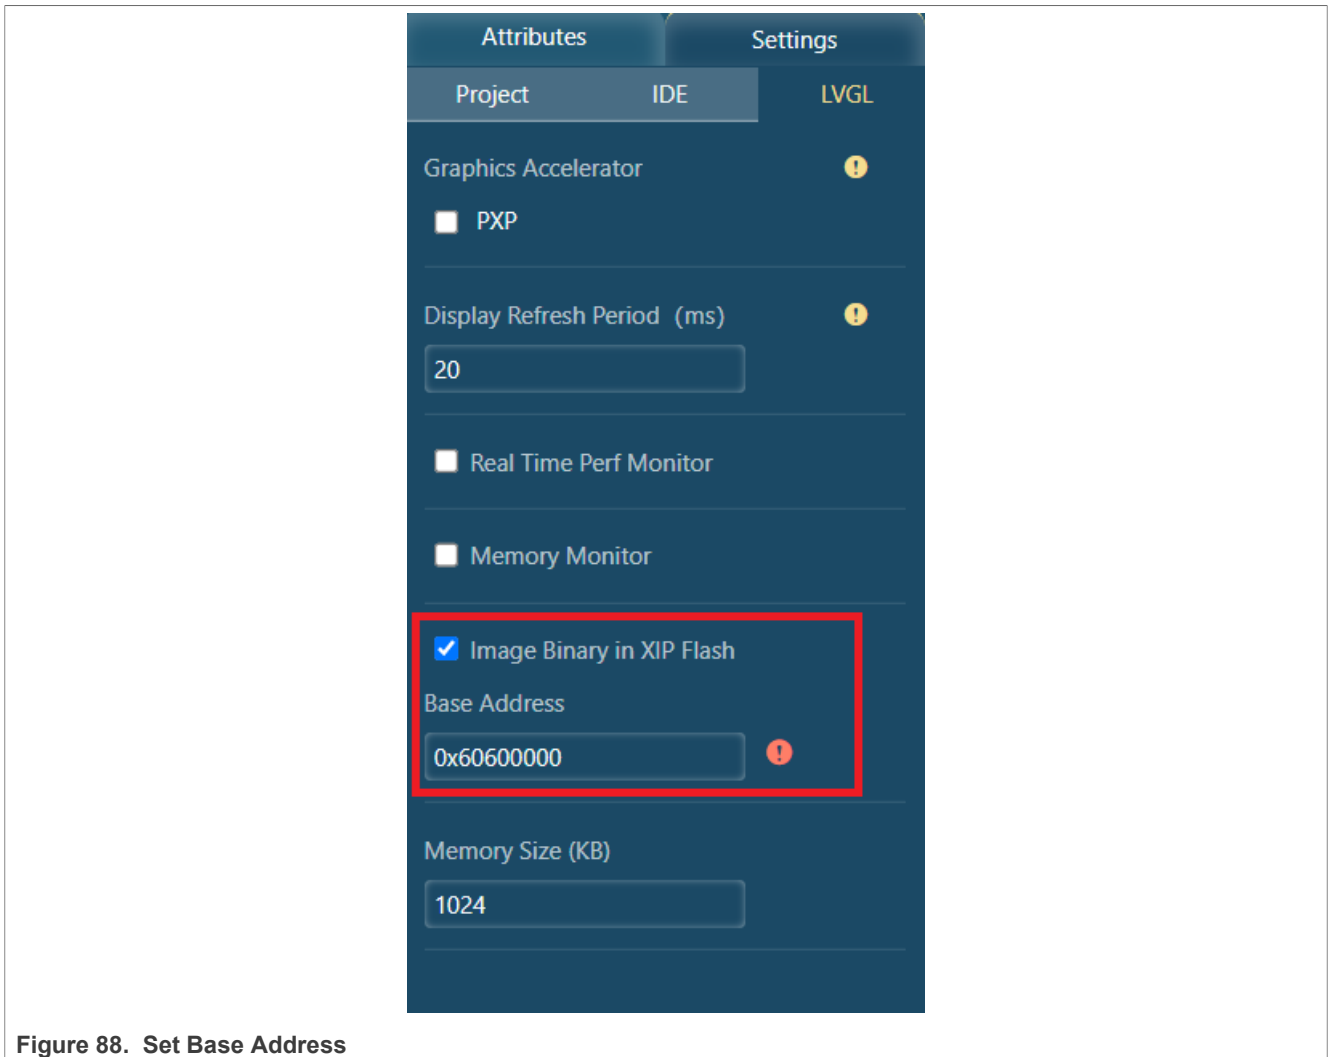 Attributes Settings
Project IDE LVGL
Graphics Accelerator
PXP
Display Refresh Period (ms)
20
Real Time Perf Monitor
Memory Monitor
Image Binary in XIP Flash
Base Address
0x60600000
Memory Size (KB)
1024
Figure 88. Set Base Address